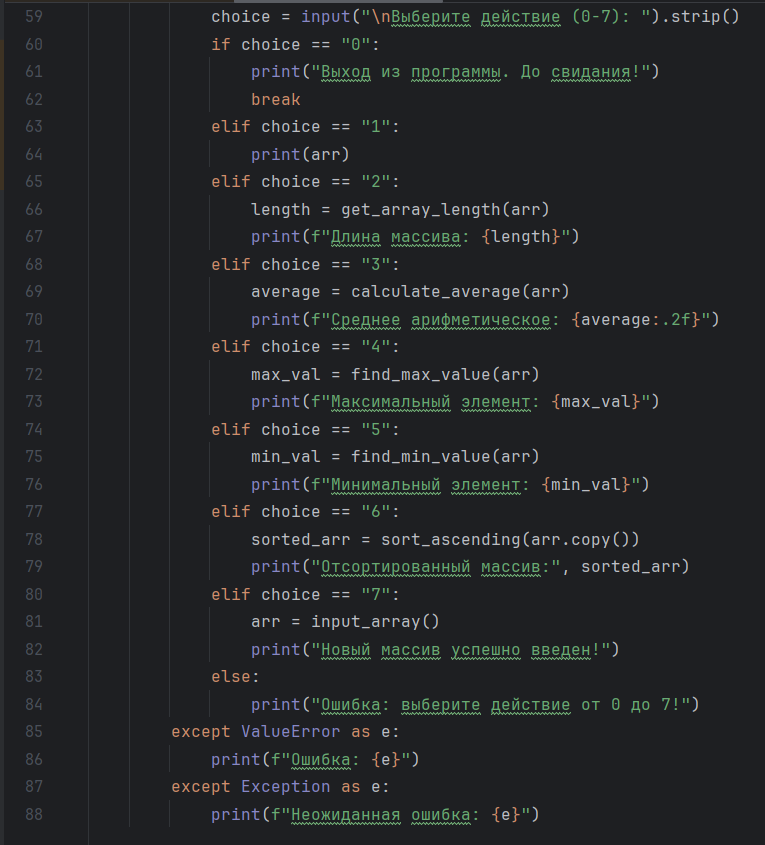 59 choice = input("\nВыберите действие (0-7): ").strip()
60 if choice == "0":
61 print("Выход из программы. До свидания!")
62 break
63 elif choice == "1":
64 print(arr)
65 elif choice == "2":
66 length = get_array_length(arr)
67 print(f"Длина массива: {length}")
68 elif choice == "3":
69 average = calculate_average(arr)
70 print(f"Среднее арифметическое: {average:.2f}")
71 elif choice == "4":
72 max_val = find_max_value(arr)
73 print(f"Максимальный элемент: {max_val}")
74 elif choice == "5":
75 min_val = find_min_value(arr)
76 print(f"Минимальный элемент: {min_val}")
77 elif choice == "6":
78 sorted_arr = sort_ascending(arr.copy())
79 print("Отсортированный массив:", sorted_arr)
80 elif choice == "7":
81 arr = input_array()
82 print("Новый массив успешно введен!")
83 else:
84 print("Ошибка: выберите действие от 0 до 7!")
85 except ValueError as e:
86 print(f"Ошибка: {e}")
87 except Exception as e:
88 print(f"Неожиданная ошибка: {e}")